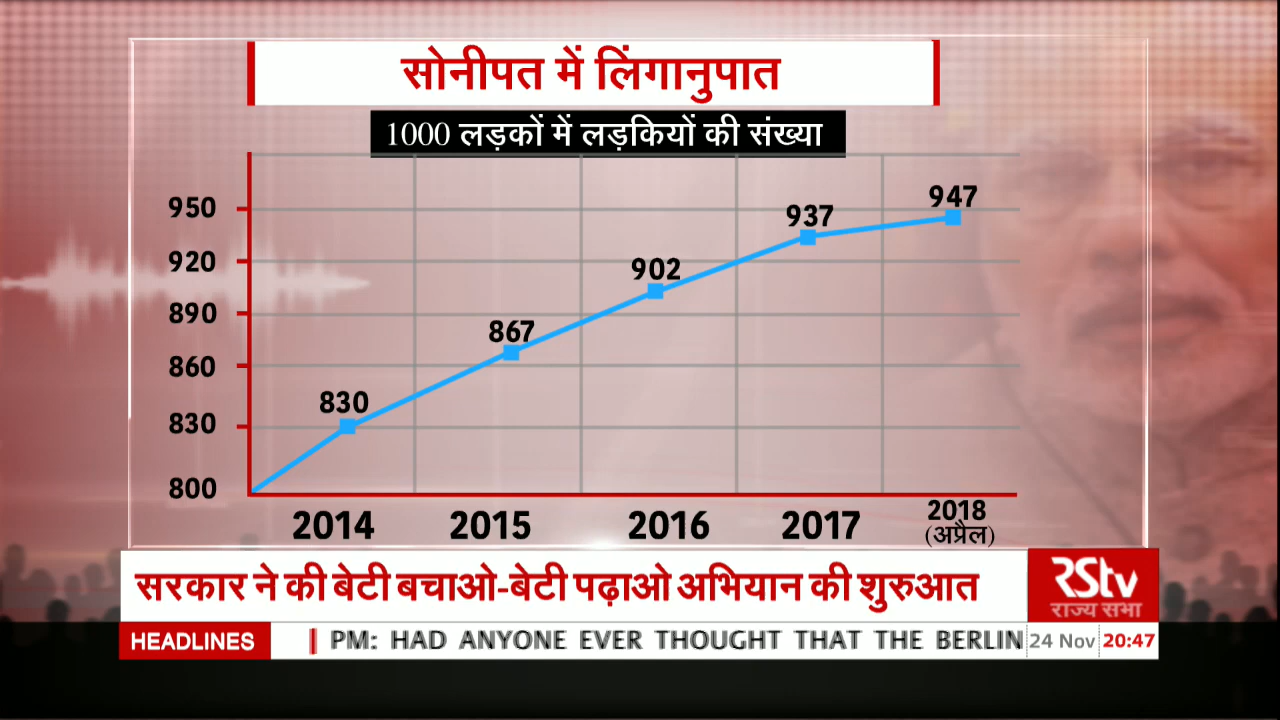 सोनीपत में लिंगानुपात
1000 लड़कों में लड़कियों की संख्या
950
920
890
860
830
800
830
867
902
937
947
2014
2015
2016
2017
2018
(अप्रैल)
सरकार ने की बेटी बचाओ-बेटी पढ़ाओ अभियान की शुरुआत
RStv
राज्य सभा
HEADLINES
PM: HAD ANYONE EVER THOUGHT THAT THE BERLIN
24 Nov 20:47